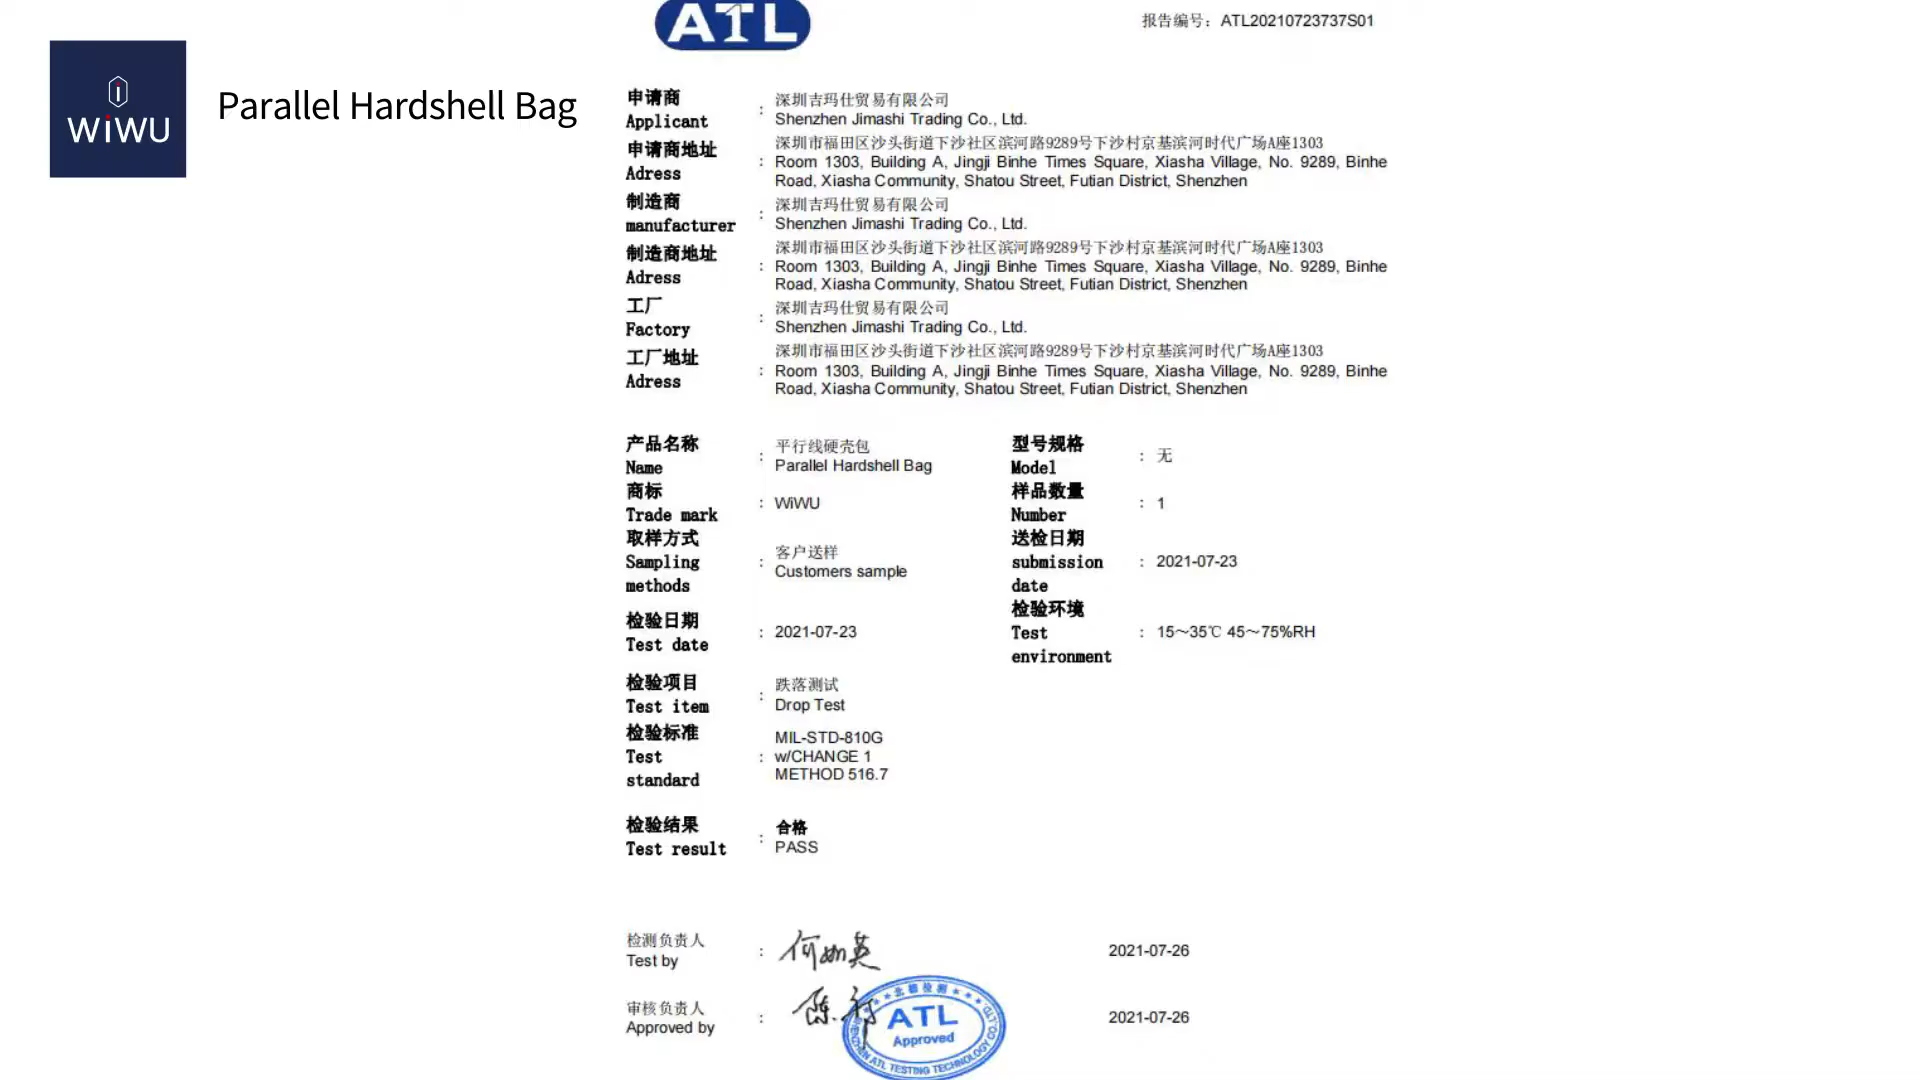 ATL
报告编号：ATL20210723737S01
WiWU
Parallel Hardshell Bag
申请商
Applicant
:
深圳吉玛仕贸易有限公司
Shenzhen Jimashi Trading Co., Ltd.
申请商地址
Adress
:
深圳市福田区沙头街道下沙社区滨河路9289号下沙村京基滨河时代广场A座1303
Room 1303, Building A, Jingji Binhe Times Square, Xiasha Village, No. 9289, Binhe
Road, Xiasha Community, Shatou Street, Futian District, Shenzhen
制造商
manufacturer
:
深圳吉玛仕贸易有限公司
Shenzhen Jimashi Trading Co., Ltd.
制造商地址
Adress
:
深圳市福田区沙头街道下沙社区滨河路9289号下沙村京基滨河时代广场A座1303
Room 1303, Building A, Jingji Binhe Times Square, Xiasha Village, No. 9289, Binhe
Road, Xiasha Community, Shatou Street, Futian District, Shenzhen
工厂
Factory
:
深圳吉玛仕贸易有限公司
Shenzhen Jimashi Trading Co., Ltd.
工厂地址
Adress
:
深圳市福田区沙头街道下沙社区滨河路9289号下沙村京基滨河时代广场A座1303
Room 1303, Building A, Jingji Binhe Times Square, Xiasha Village, No. 9289, Binhe
Road, Xiasha Community, Shatou Street, Futian District, Shenzhen
产品名称
Name
:
平行线硬壳包
Parallel Hardshell Bag
型号规格
Model
: 无
商标
Trade mark
: WiWU
样品数量
Number
: 1
取样方式
Sampling
methods
:
客户送样
Customers sample
送检日期
submission
date
: 2021-07-23
检验日期
Test date
: 2021-07-23
检验环境
Test
environment
: 15～35℃ 45～75%RH
检验项目
Test item
:
跌落测试
Drop Test
检验标准
Test
standard
:
MIL-STD-810G
w/CHANGE 1
METHOD 516.7
检验结果
Test result
:
合格
PASS
检测负责人
Test by
:
何如英
2021-07-26
审核负责人
Approved by
:
2021-07-26
ATL
Approved
SHENZHEN ATL TESTING TECHNOLOGY CO.,LTD